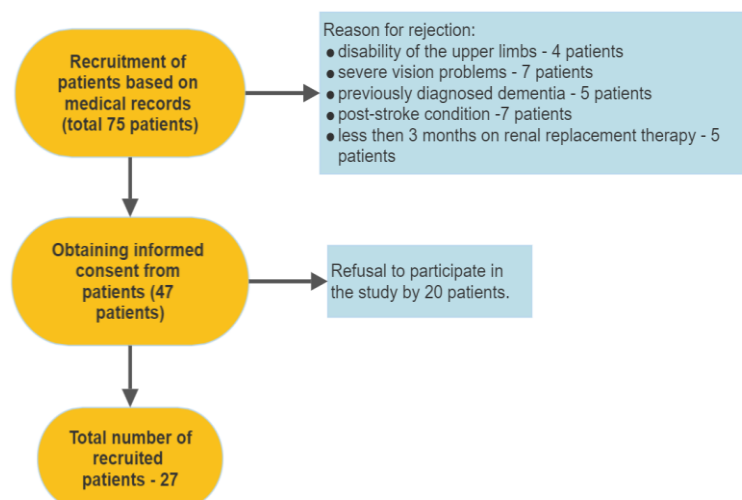 Recruitment of
patients based on
medical records
(total 75 patients)
Reason for rejection:
● disability of the upper limbs - 4 patients
● severe vision problems - 7 patients
● previously diagnosed dementia - 5 patients
● post-stroke condition -7 patients
● less then 3 months on renal replacement therapy - 5
patients
Obtaining informed
consent from
patients (47
patients)
Refusal to participate in
the study by 20 patients.
Total number of
recruited
patients - 27